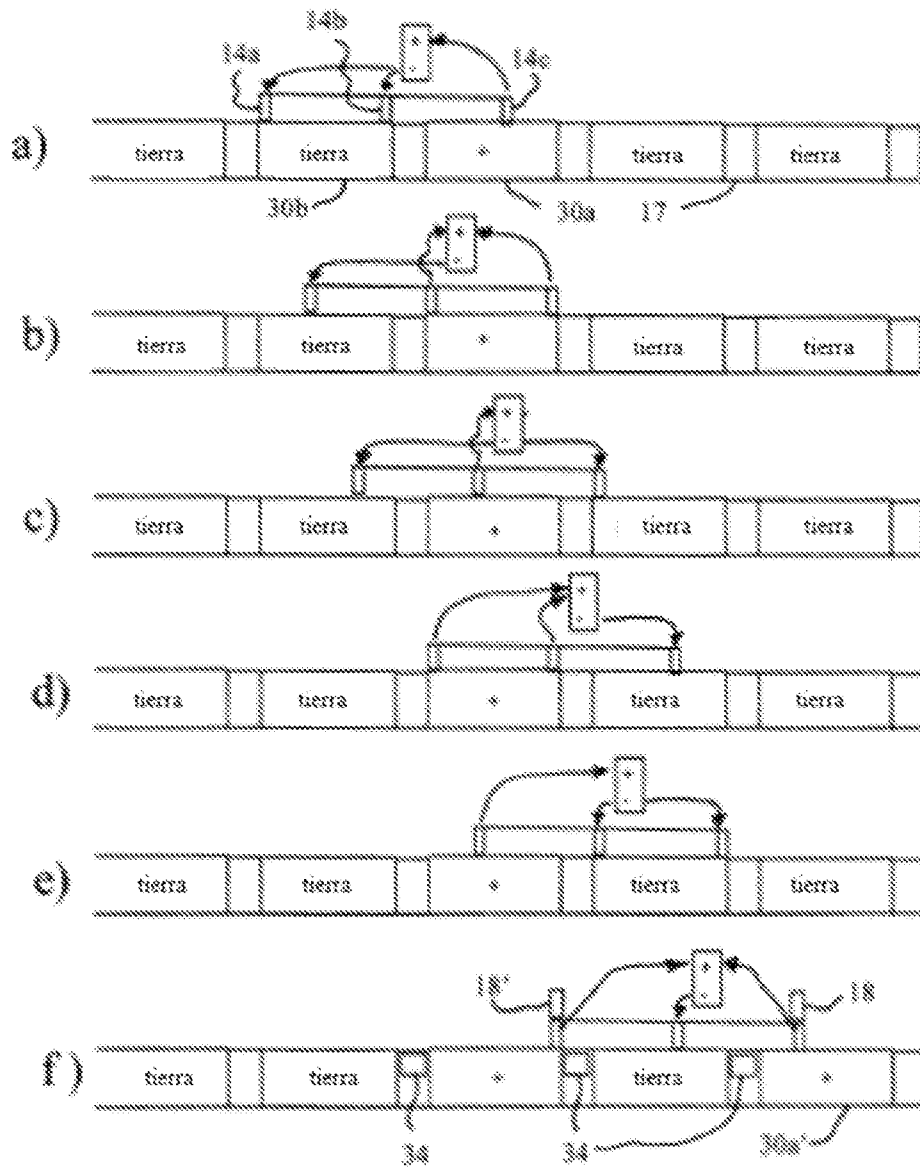 14a 14b + - 14c
a) tierra tierra + tierra tierra
30b 30a 17
+ -
b) tierra tierra + tierra tierra
+ -
c) tierra tierra + tierra tierra
+ -
d) tierra tierra + tierra tierra
+ -
e) tierra tierra + tierra tierra
18' + - 18
f) tierra tierra + tierra +
34 34 30a'